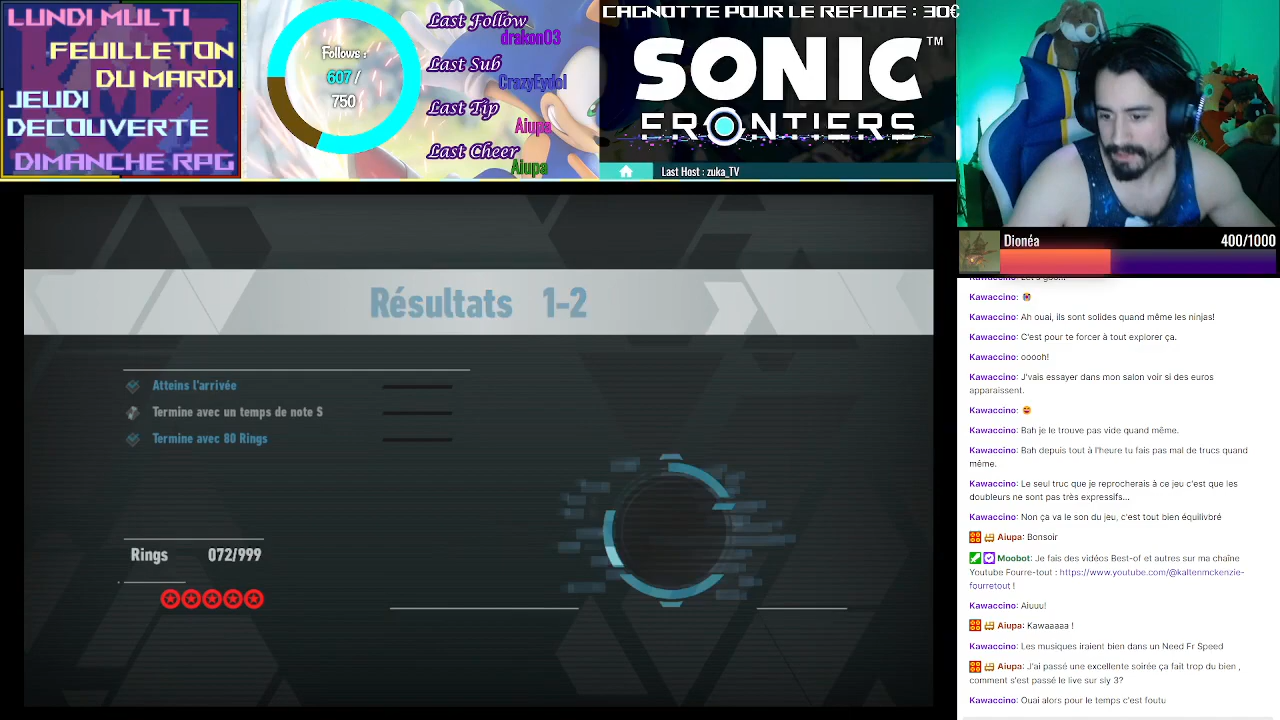 LUNDI MULTI
FEUILLETON
DU MARDI
JEUDI
DECOUVERTE
DIMANCHE RPG
Follows :
607 /
750
Last Follow
drakon03
Last Sub
CrazyEydol
Last Tip
Aiupa
Last Cheer
Aiupa
CAGNOTTE POUR LE REFUGE : 30€
SONIC™
FRONTIERS
Last Host : zuka_TV
Dionéa 400/1000
Résultats 1-2
Atteins l'arrivée
Termine avec un temps de note S
Termine avec 80 Rings
Rings 072/999
Kawaccino: Let's goo...
Kawaccino:
Kawaccino: Ah ouai, ils sont solides quand même les ninjas!
Kawaccino: C'est pour te forcer à tout explorer ça.
Kawaccino: ooooh!
Kawaccino: J'vais essayer dans mon salon voir si des euros
apparaissent.
Kawaccino:
Kawaccino: Bah je le trouve pas vide quand même.
Kawaccino: Bah depuis tout à l'heure tu fais pas mal de trucs quand
même.
Kawaccino: Le seul truc que je reprocherais à ce jeu c'est que les
doubleurs ne sont pas très expressifs...
Kawaccino: Non ça va le son du jeu, c'est tout bien équilivbré
Aiupa: Bonsoir
Moobot: Je fais des vidéos Best-of et autres sur ma chaîne
Youtube Fourre-tout : https://www.youtube.com/@kaltenmckenzie-
fourretout !
Kawaccino: Aiuuu!
Aiupa: Kawaaaaa !
Kawaccino: Les musiques iraient bien dans un Need Fr Speed
Aiupa: J'ai passé une excellente soirée ça fait trop du bien ,
comment s'est passé le live sur sly 3?
Kawaccino: Ouai alors pour le temps c'est foutu